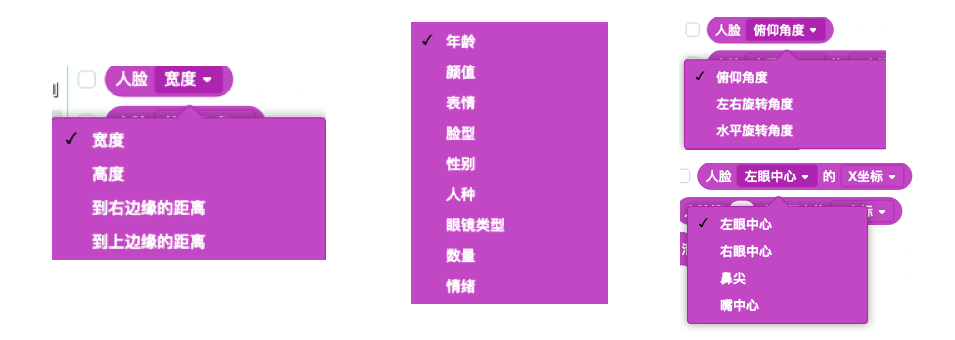 人脸 宽度
宽度
高度
到右边缘的距离
到上边缘的距离
年龄
颜值
表情
脸型
性别
人种
眼镜类型
数量
情绪
人脸 俯仰角度
俯仰角度
左右旋转角度
水平旋转角度
人脸 左眼中心 的 X坐标
左眼中心
右眼中心
鼻尖
嘴中心